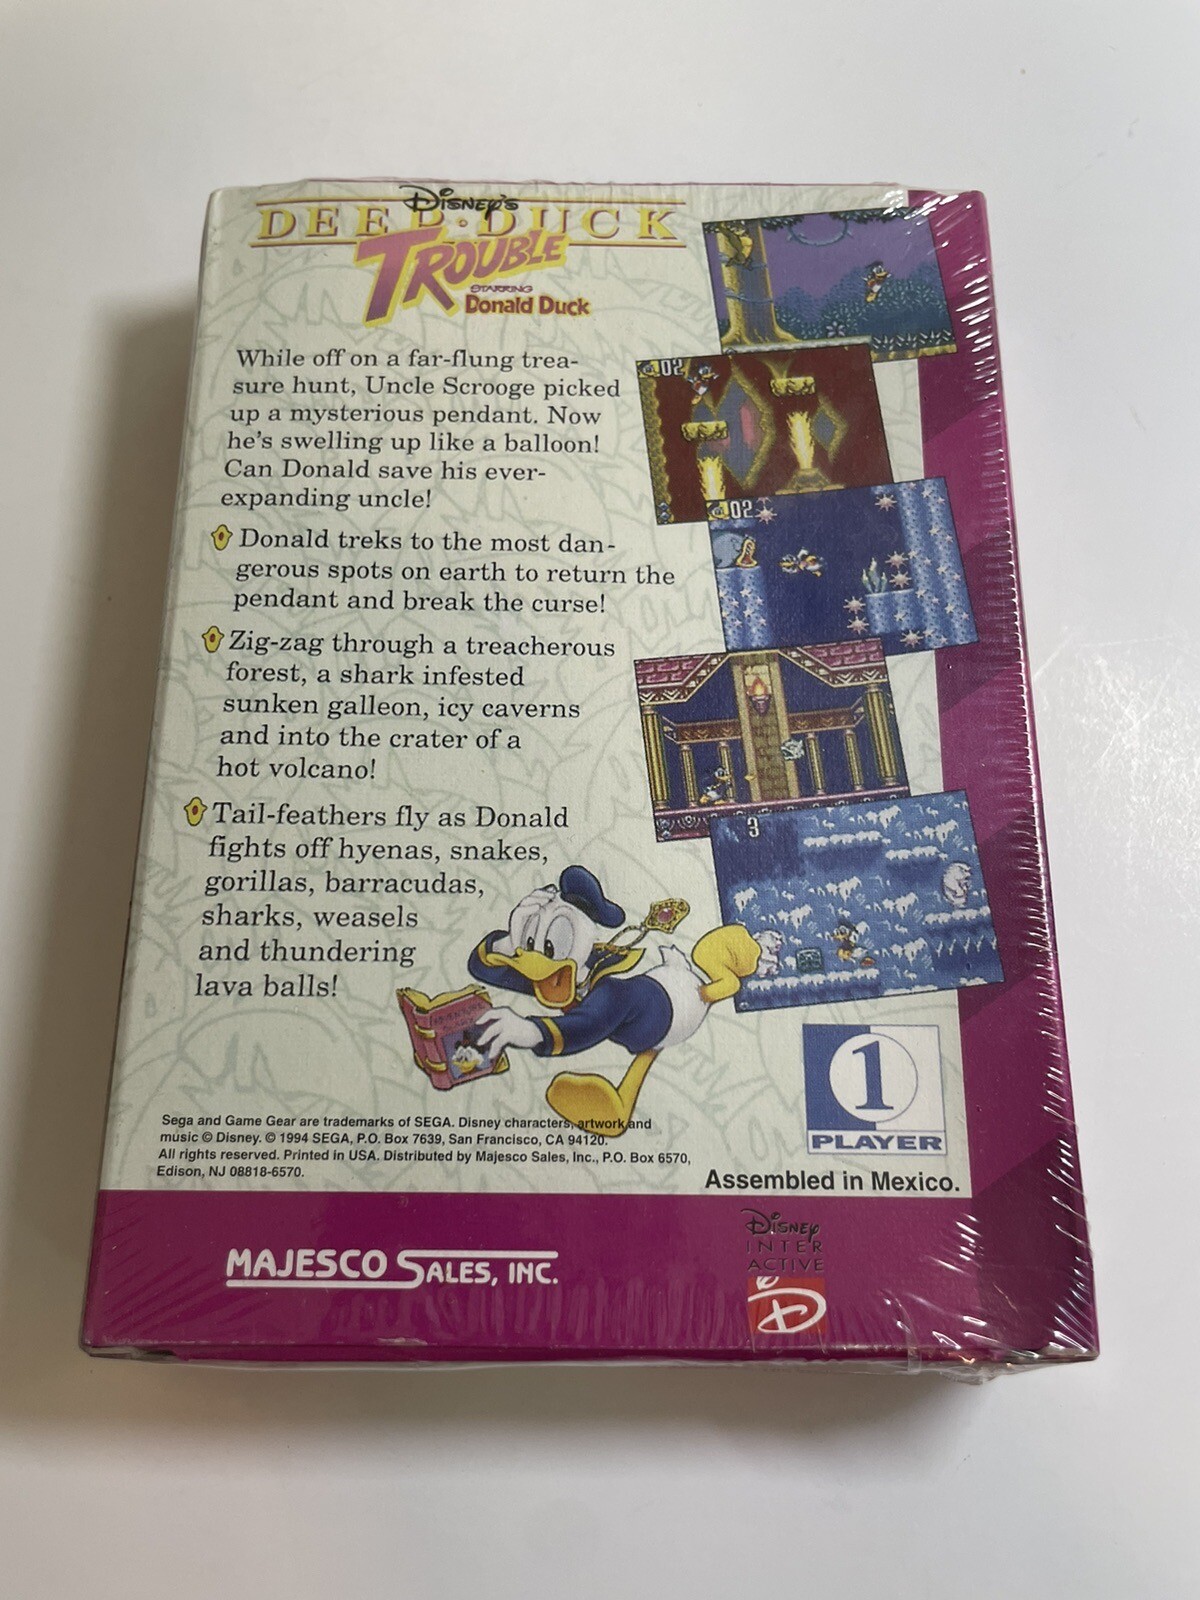 Disney's
DEEP·DUCK
TROUBLE
STARRING
Donald Duck
While off on a far-flung trea-
sure hunt, Uncle Scrooge picked
up a mysterious pendant. Now
he's swelling up like a balloon!
Can Donald save his ever-
expanding uncle!
Donald treks to the most dan-
gerous spots on earth to return the
pendant and break the curse!
Zig-zag through a treacherous
forest, a shark infested
sunken galleon, icy caverns
and into the crater of a
hot volcano!
Tail-feathers fly as Donald
fights off hyenas, snakes,
gorillas, barracudas,
sharks, weasels
and thundering
lava balls!
02
02
3
Sega and Game Gear are trademarks of SEGA. Disney characters, artwork and
music © Disney. © 1994 SEGA, P.O. Box 7639, San Francisco, CA 94120.
All rights reserved. Printed in USA. Distributed by Majesco Sales, Inc., P.O. Box 6570,
Edison, NJ 08818-6570.
1
PLAYER
Assembled in Mexico.
MAJESCO SALES, INC.
Disney
INTER
ACTIVE
D